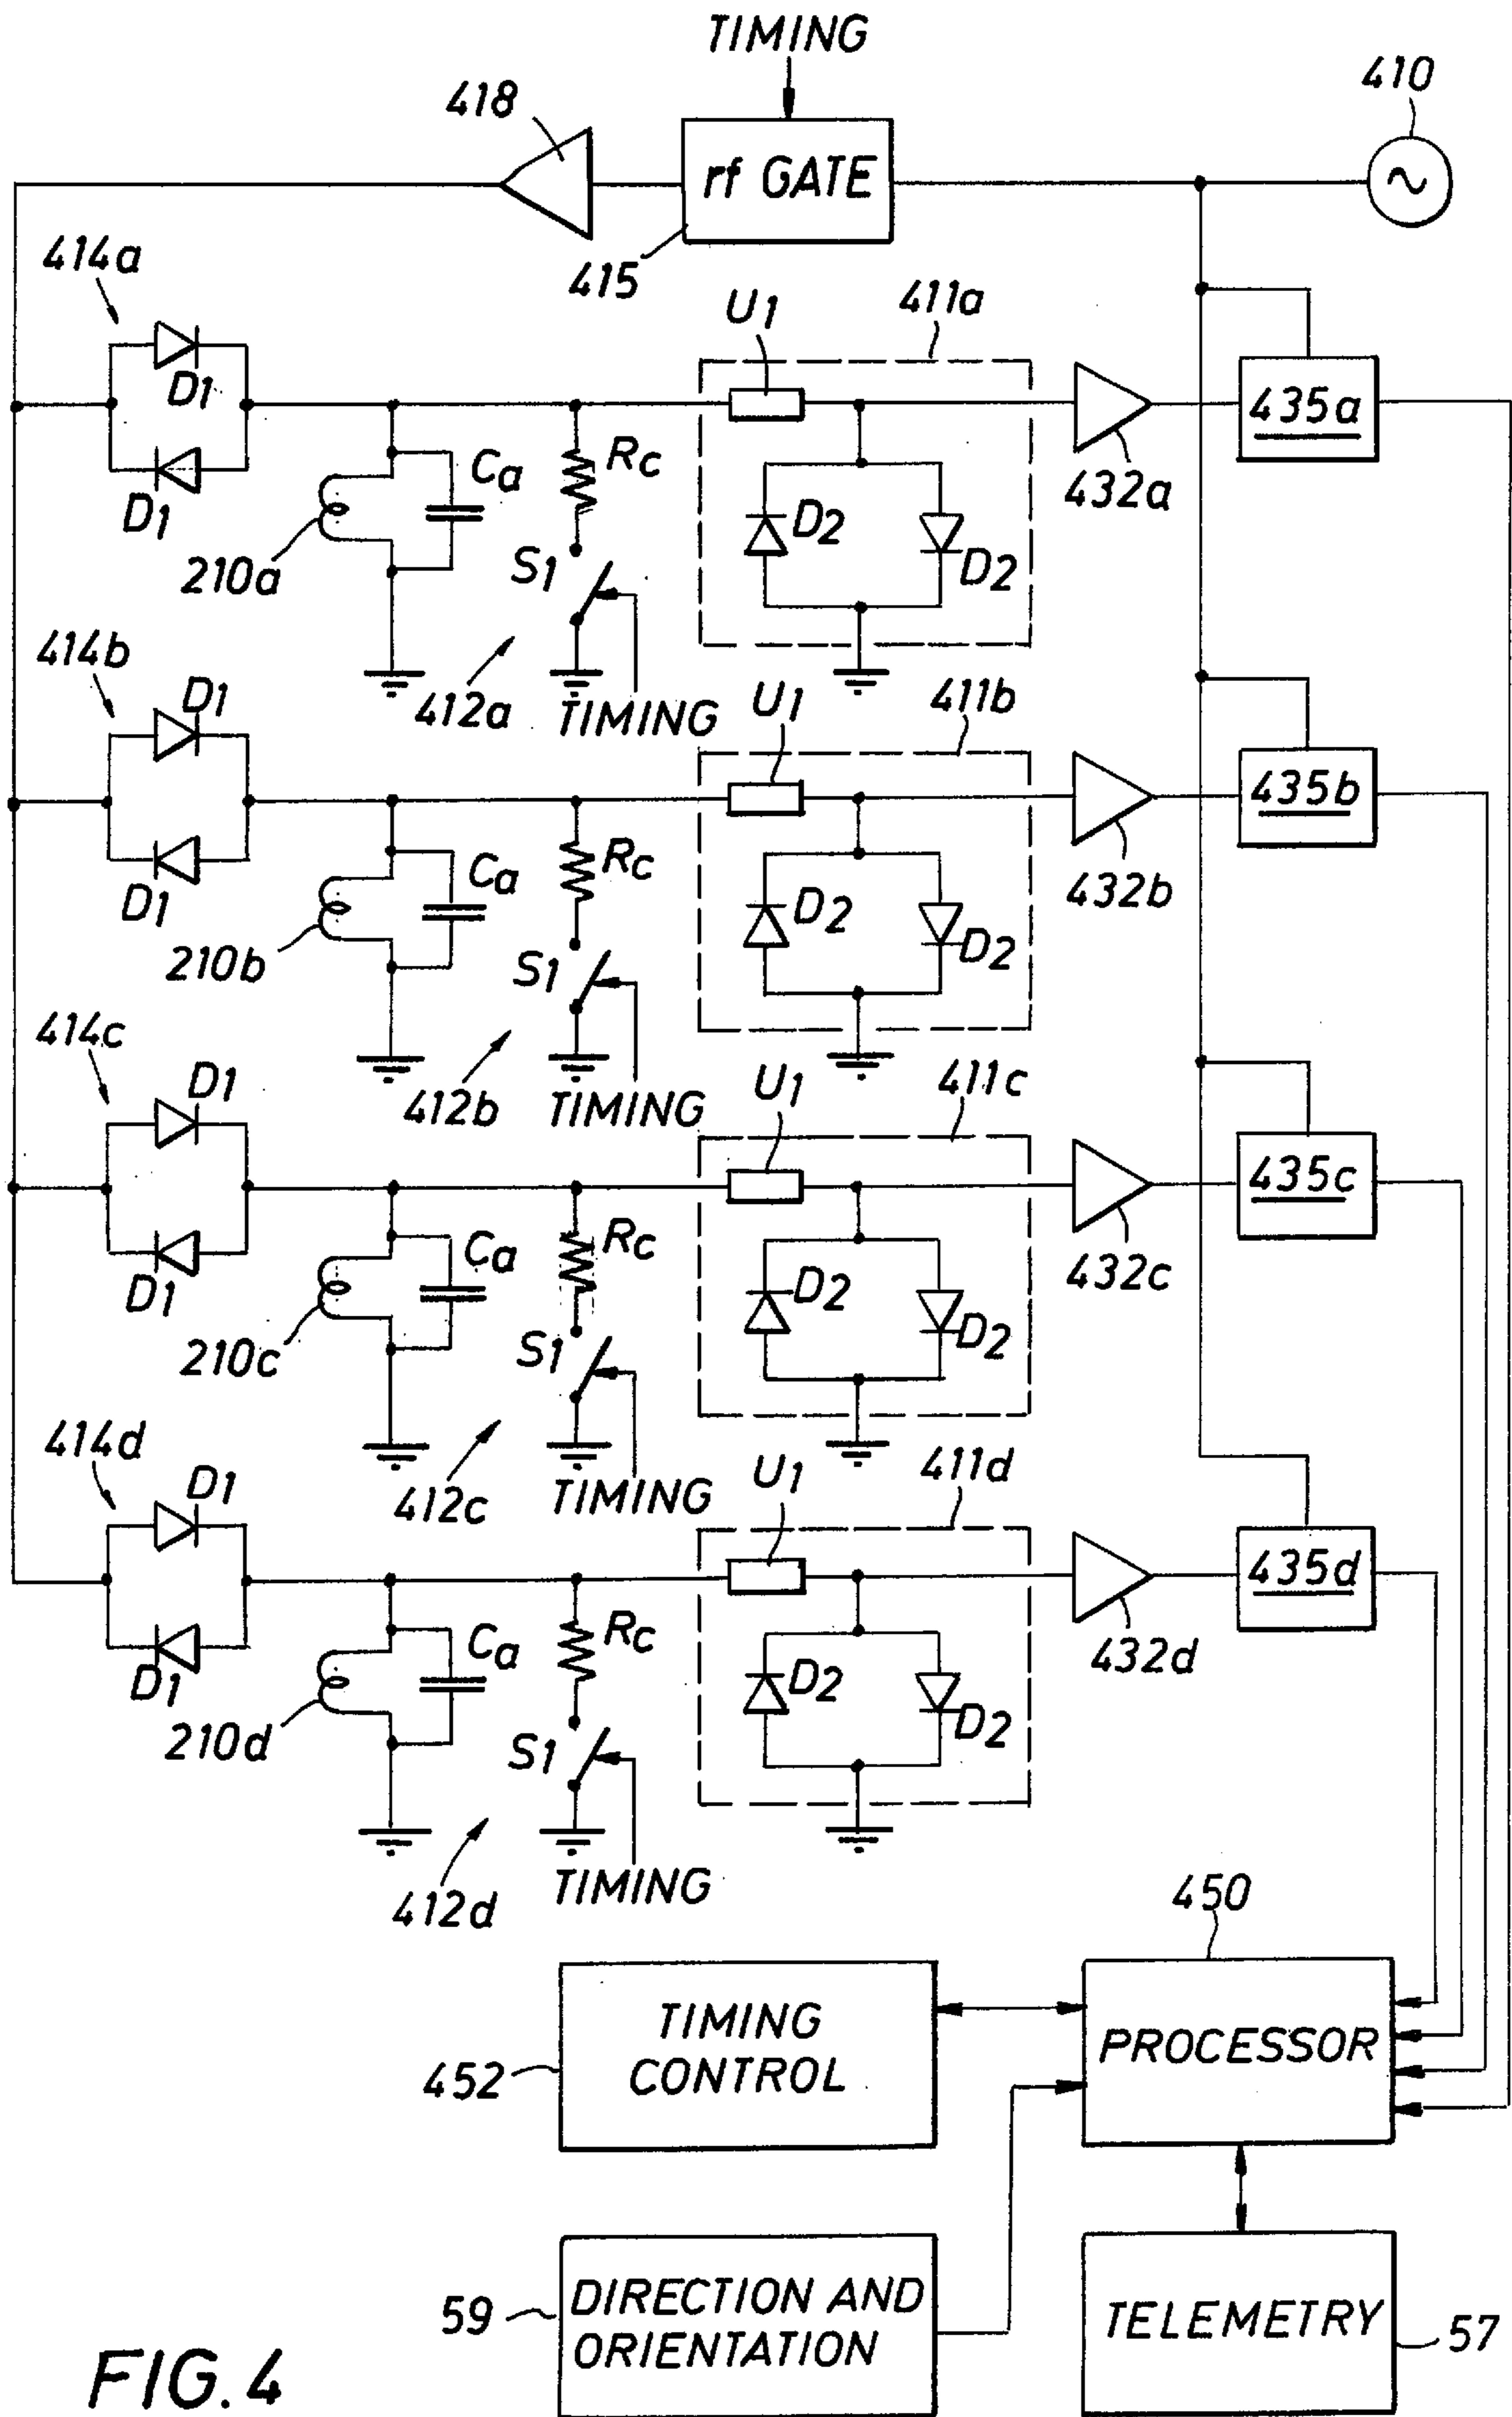 TIMING
418
410
rf GATE
415
414a
D1
D1
210a
Ca
Rc
S1
412a
TIMING
U1
411a
D2
D2
432a
435a
414b
D1
D1
210b
Ca
Rc
S1
412b
TIMING
U1
411b
D2
D2
432b
435b
414c
D1
D1
210c
Ca
Rc
S1
412c
TIMING
U1
411c
D2
D2
432c
435c
414d
D1
D1
210d
Ca
Rc
S1
412d
TIMING
U1
411d
D2
D2
432d
435d
450
TIMING
CONTROL
452
PROCESSOR
59
DIRECTION AND
ORIENTATION
TELEMETRY
57
FIG. 4